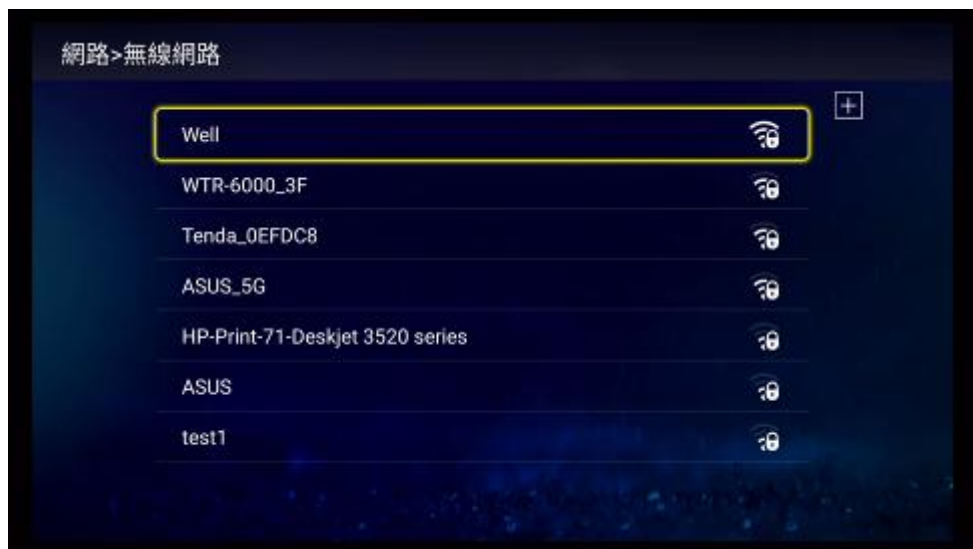 網路>無線網路
Well
WTR-6000_3F
Tenda_0EFDC8
ASUS_5G
HP-Print-71-Deskjet 3520 series
ASUS
test1